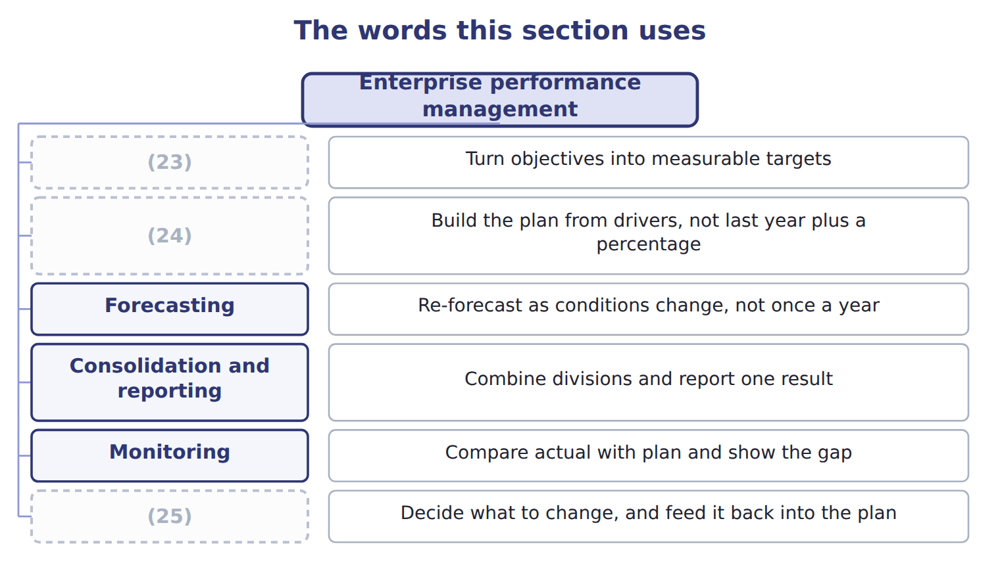 The words this section uses
Enterprise performance
management
(23)
Turn objectives into measurable targets
(24)
Build the plan from drivers, not last year plus a
percentage
Forecasting
Re-forecast as conditions change, not once a year
Consolidation and
reporting
Combine divisions and report one result
Monitoring
Compare actual with plan and show the gap
(25)
Decide what to change, and feed it back into the plan